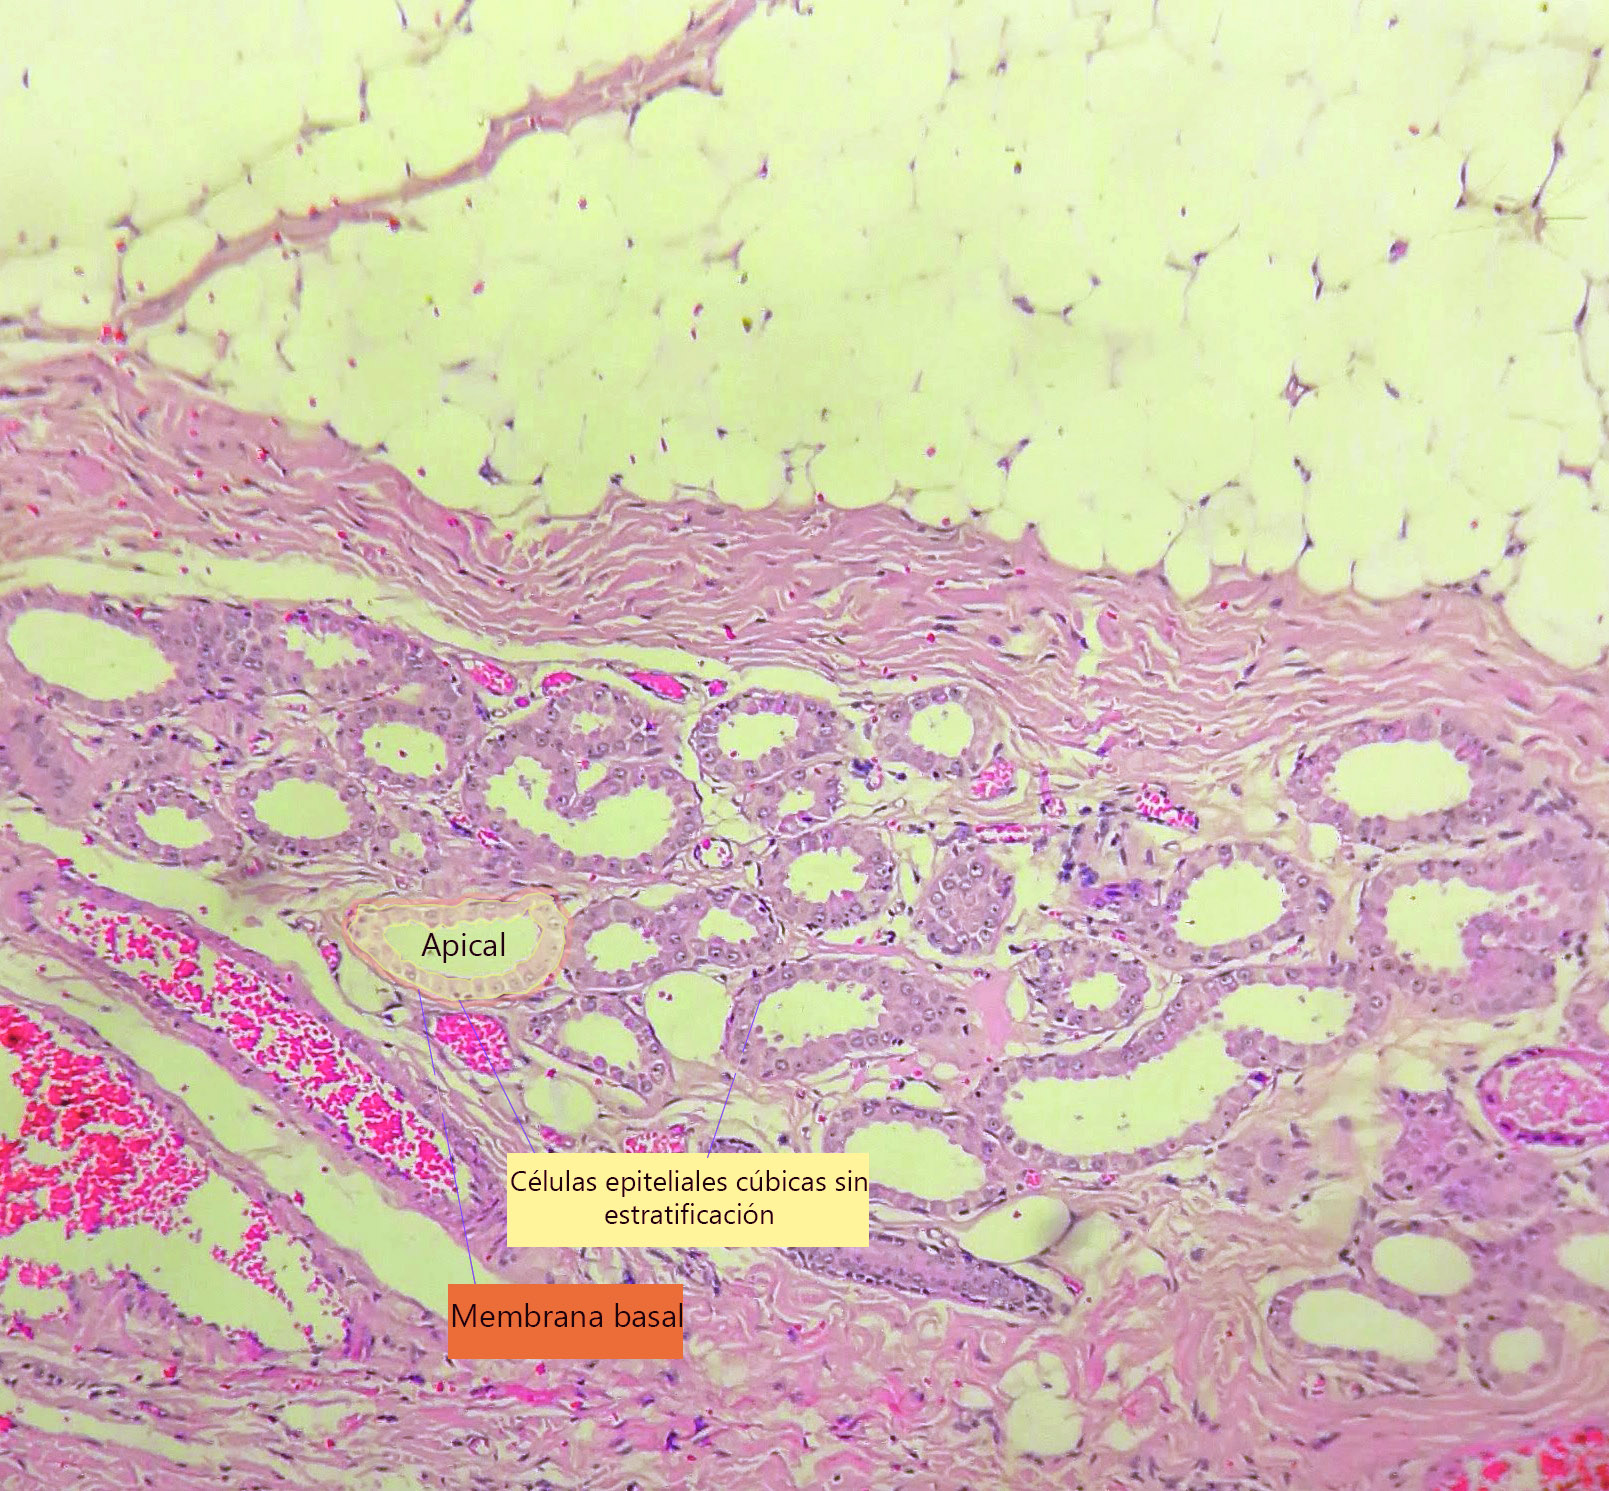 Apical
Células epiteliales cúbicas sin
estratificación
Membrana basal